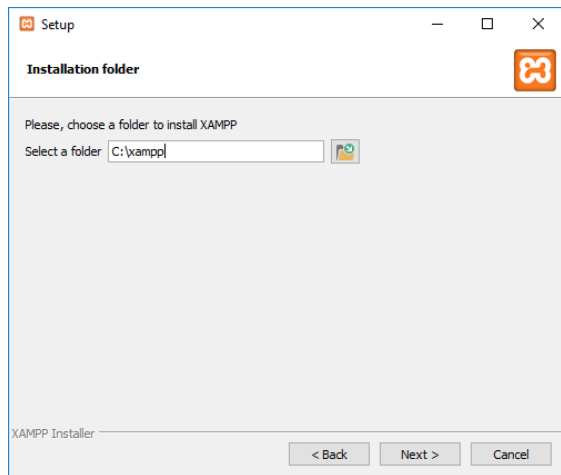 Setup
Installation folder
Please, choose a folder to install XAMPP
Select a folder C:\xampp
XAMPP Installer
< Back Next > Cancel